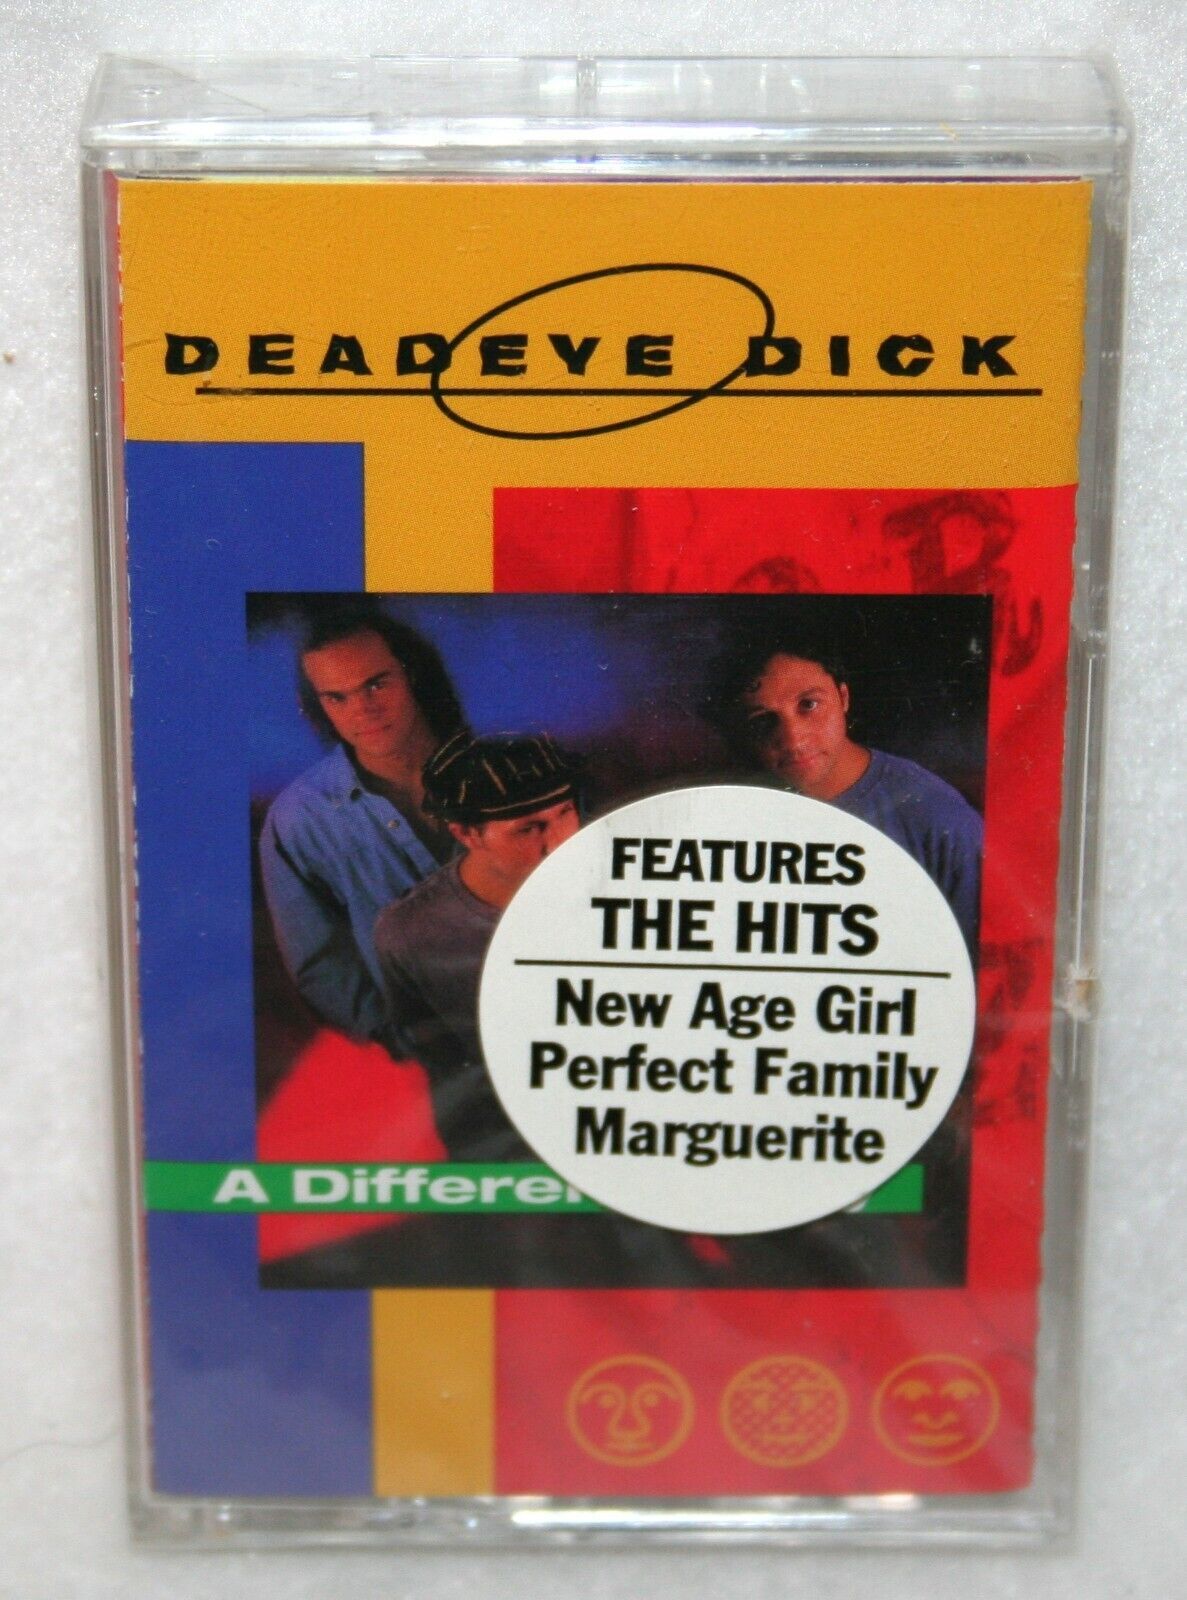 DEADEYE DICK
FEATURES
THE HITS
New Age Girl
Perfect Family
Marguerite
A Differen